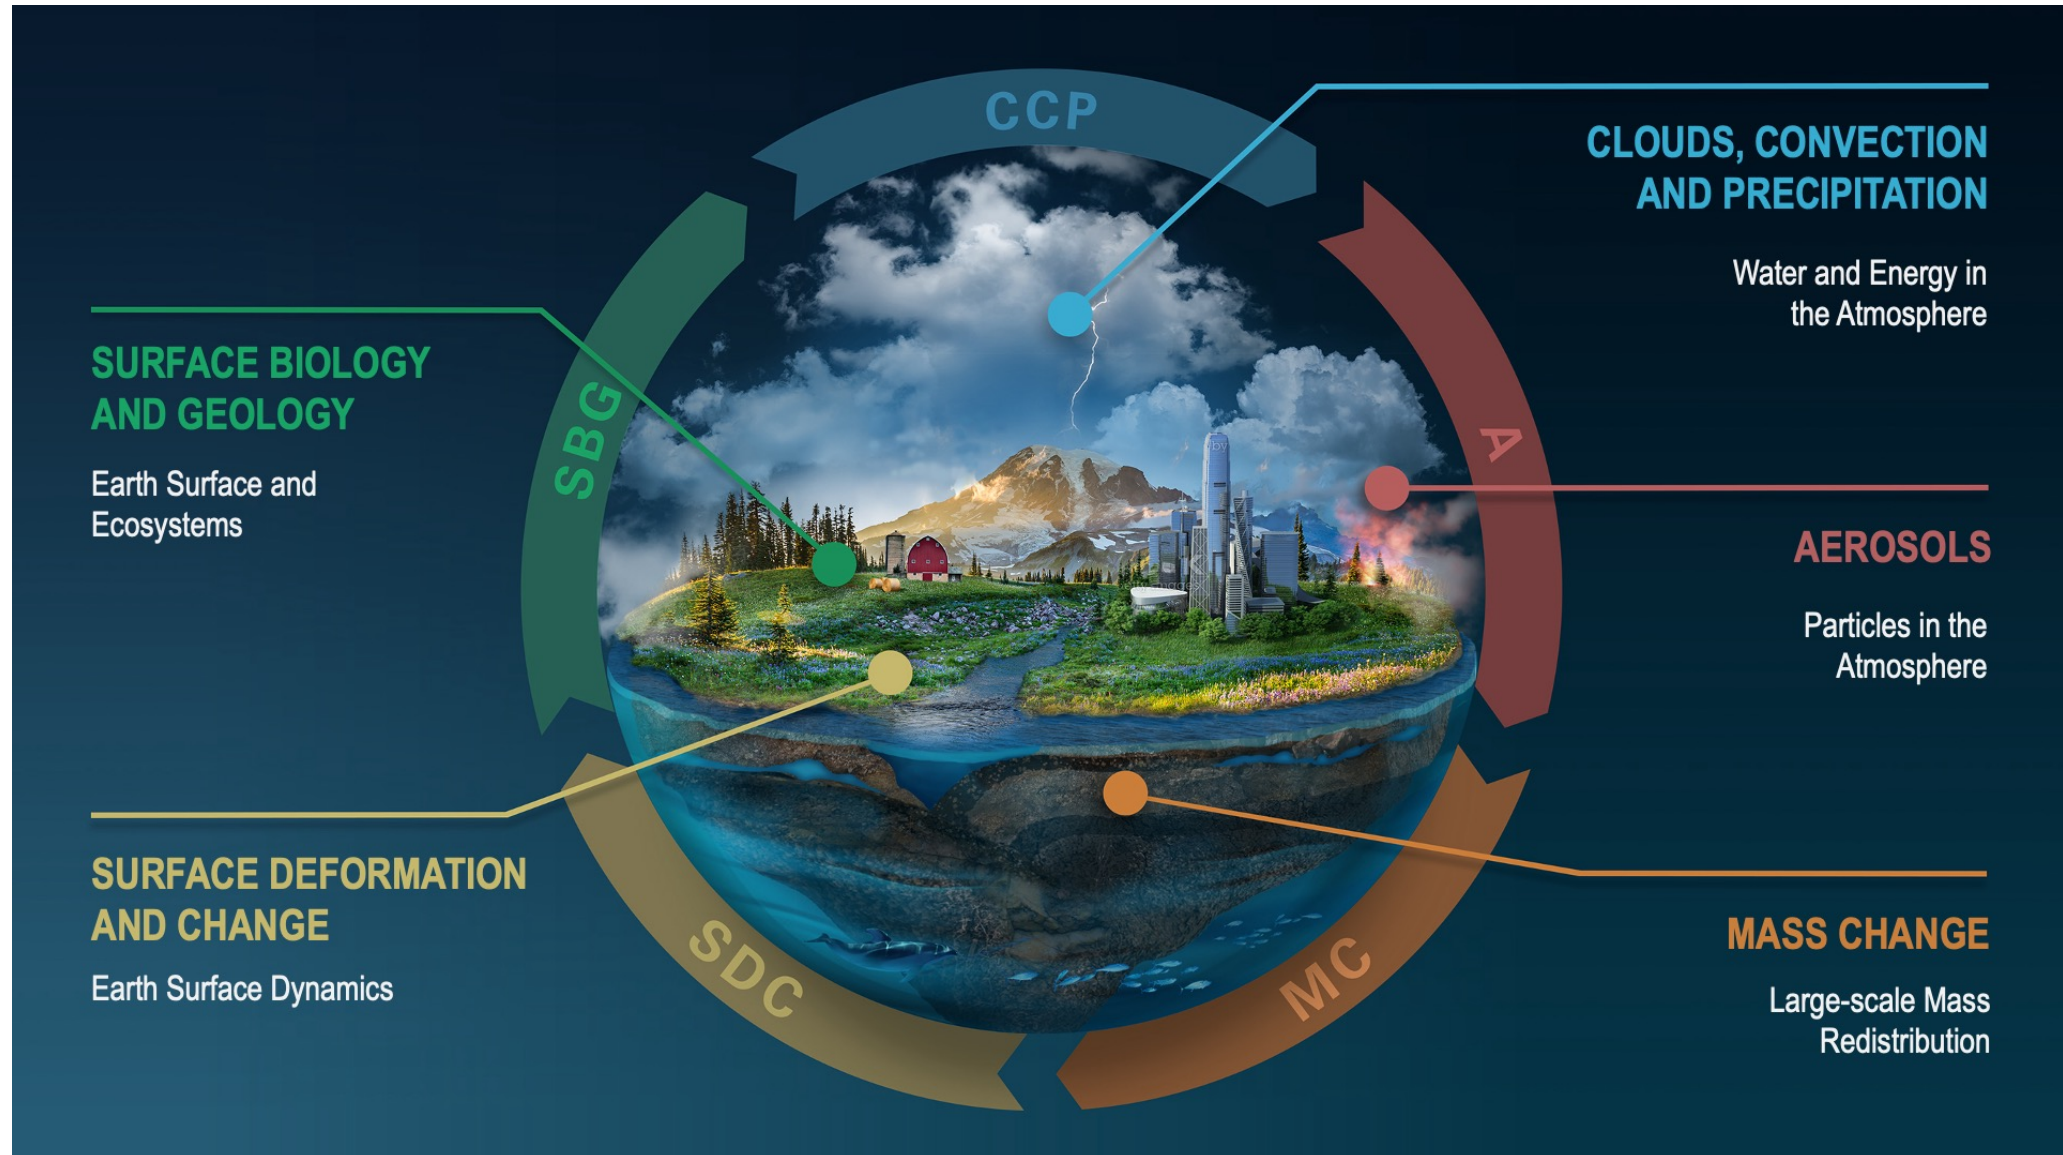 CCP
CLOUDS, CONVECTION
AND PRECIPITATION
Water and Energy in
the Atmosphere
SURFACE BIOLOGY
AND GEOLOGY
Earth Surface and
Ecosystems
SBG
A
AEROSOLS
Particles in the
Atmosphere
SURFACE DEFORMATION
AND CHANGE
Earth Surface Dynamics
SDC
MC
MASS CHANGE
Large-scale Mass
Redistribution